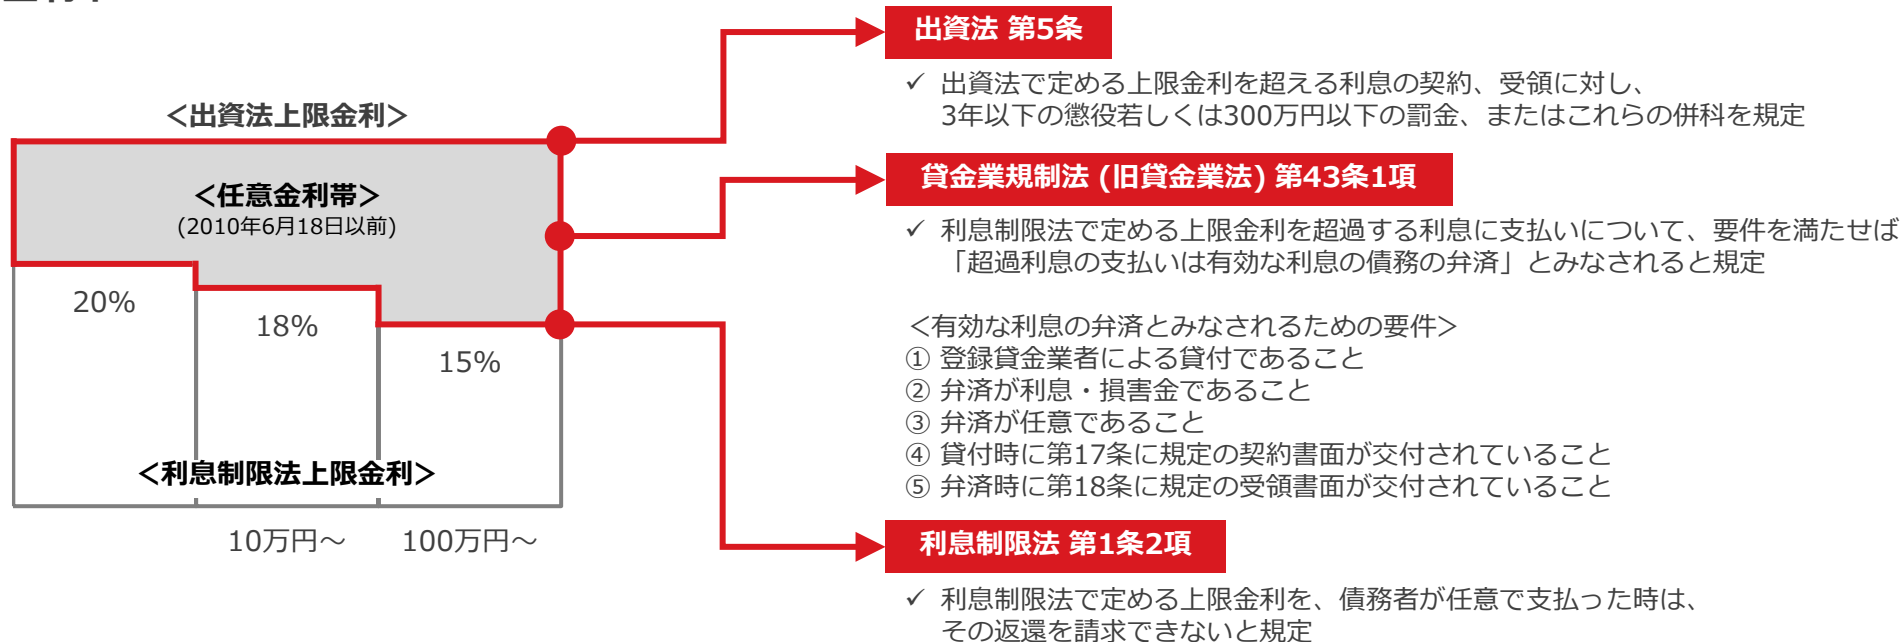 出資法 第5条
✓ 出資法で定める上限金利を超える利息の契約、受領に対し、
3年以下の懲役若しくは300万円以下の罰金、またはこれらの併科を規定
<出資法上限金利>
<任意金利帯>
(2010年6月18日以前)
20%
18%
15%
<利息制限法上限金利>
10万円～
100万円～
貸金業規制法 (旧貸金業法) 第43条1項
✓ 利息制限法で定める上限金利を超過する利息に支払いについて、要件を満たせば
「超過利息の支払いは有効な利息の債務の弁済」とみなされると規定
<有効な利息の弁済とみなされるための要件>
① 登録貸金業者による貸付であること
② 弁済が利息・損害金であること
③ 弁済が任意であること
④ 貸付時に第17条に規定の契約書面が交付されていること
⑤ 弁済時に第18条に規定の受領書面が交付されていること
利息制限法 第1条2項
✓ 利息制限法で定める上限金利を、債務者が任意で支払った時は、
その返還を請求できないと規定